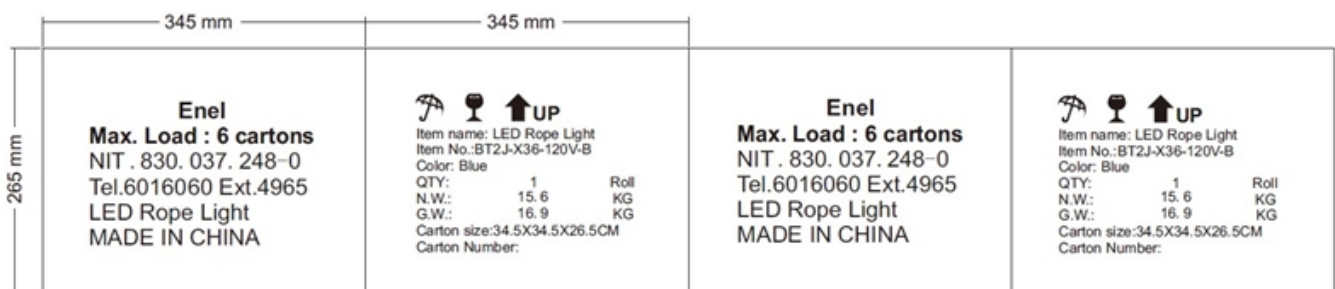 345 mm
345 mm
265 mm
Enel
Max. Load : 6 cartons
NIT . 830. 037. 248-0
Tel.6016060 Ext.4965
LED Rope Light
MADE IN CHINA
UP
Item name: LED Rope Light
Item No.:BT2J-X36-120V-B
Color: Blue
QTY: 1 Roll
N.W.: 15. 6 KG
G.W.: 16. 9 KG
Carton size:34.5X34.5X26.5CM
Carton Number:
Enel
Max. Load : 6 cartons
NIT . 830. 037. 248-0
Tel.6016060 Ext.4965
LED Rope Light
MADE IN CHINA
UP
Item name: LED Rope Light
Item No.:BT2J-X36-120V-B
Color: Blue
QTY: 1 Roll
N.W.: 15. 6 KG
G.W.: 16. 9 KG
Carton size:34.5X34.5X26.5CM
Carton Number: